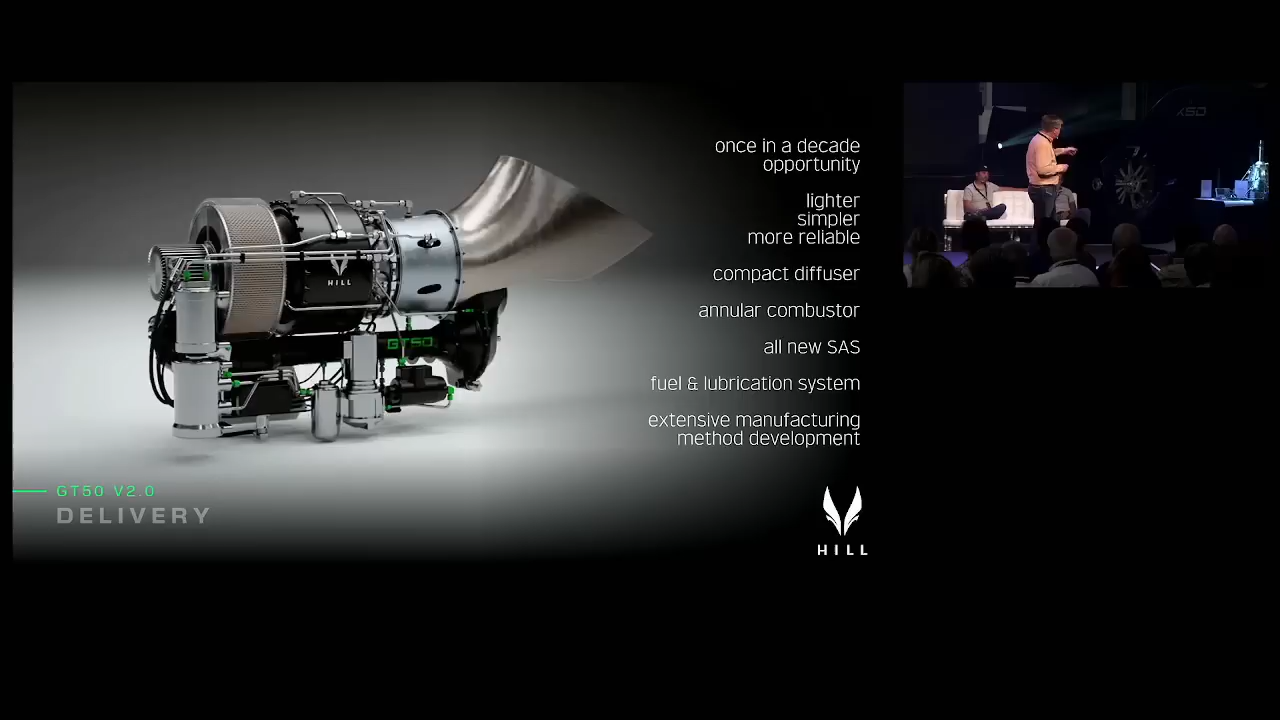 once in a decade
opportunity
lighter
simpler
more reliable
compact diffuser
annular combustor
all new SAS
fuel & lubrication system
extensive manufacturing
method development
HILL
GT50
GT50 V2.0
DELIVERY
HILL
XSD